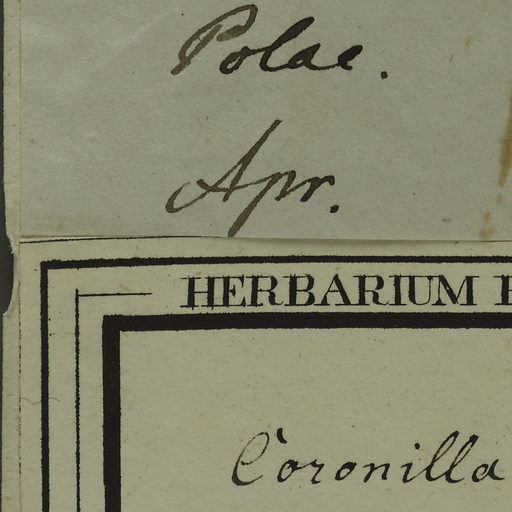 Polae.
Apr.
HERBARIUM
Coronilla